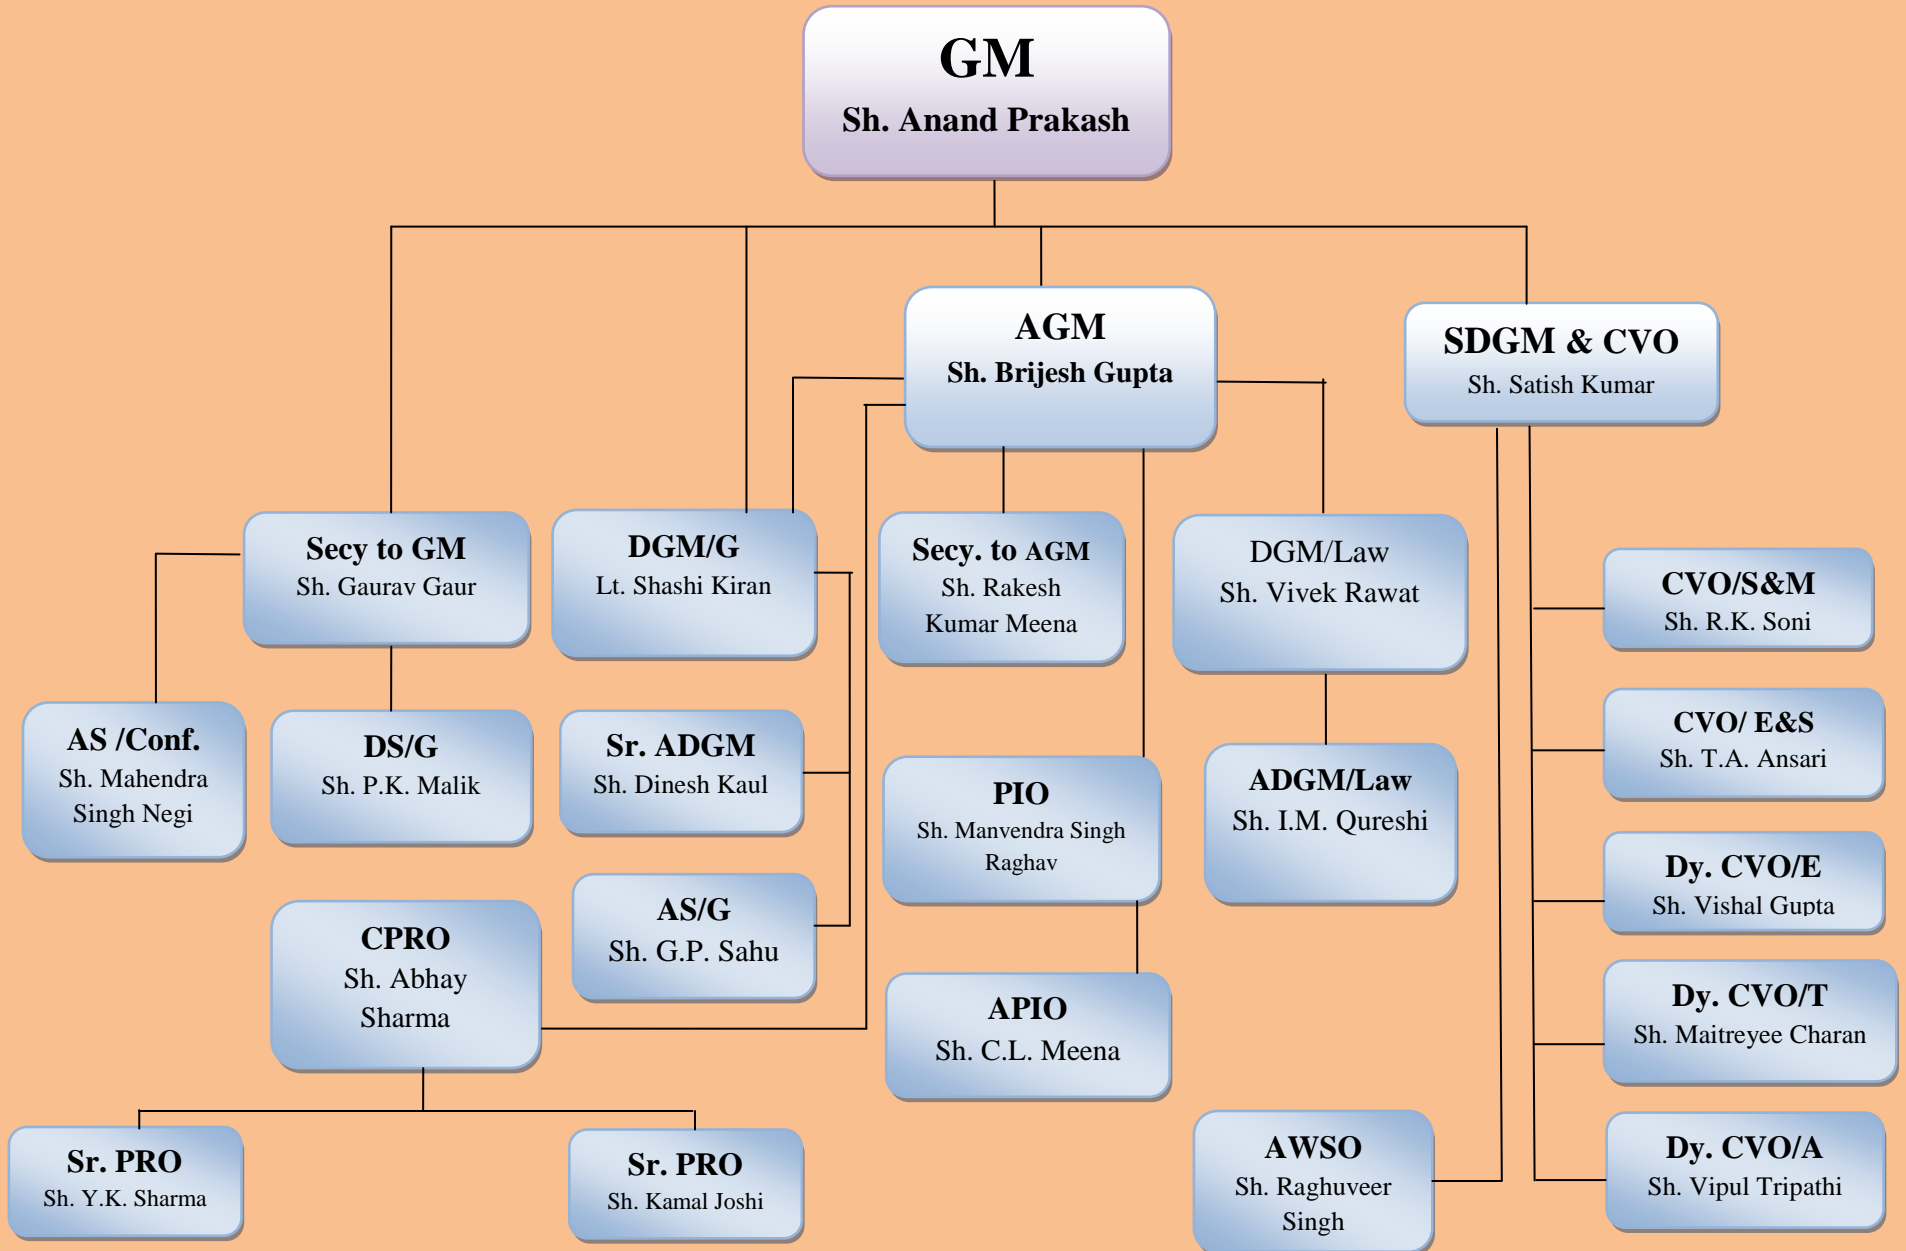 GM
Sh. Anand Prakash
AGM
Sh. Brijesh Gupta
SDGM & CVO
Sh. Satish Kumar
Secy to GM
Sh. Gaurav Gaur
DGM/G
Lt. Shashi Kiran
Secy. to AGM
Sh. Rakesh
Kumar Meena
DGM/Law
Sh. Vivek Rawat
CVO/S&M
Sh. R.K. Soni
AS /Conf.
Sh. Mahendra
Singh Negi
DS/G
Sh. P.K. Malik
Sr. ADGM
Sh. Dinesh Kaul
PIO
Sh. Manvendra Singh
Raghav
ADGM/Law
Sh. I.M. Qureshi
CVO/ E&S
Sh. T.A. Ansari
Dy. CVO/E
Sh. Vishal Gupta
CPRO
Sh. Abhay
Sharma
AS/G
Sh. G.P. Sahu
APIO
Sh. C.L. Meena
Dy. CVO/T
Sh. Maitreyee Charan
Sr. PRO
Sh. Y.K. Sharma
Sr. PRO
Sh. Kamal Joshi
AWSO
Sh. Raghuveer
Singh
Dy. CVO/A
Sh. Vipul Tripathi